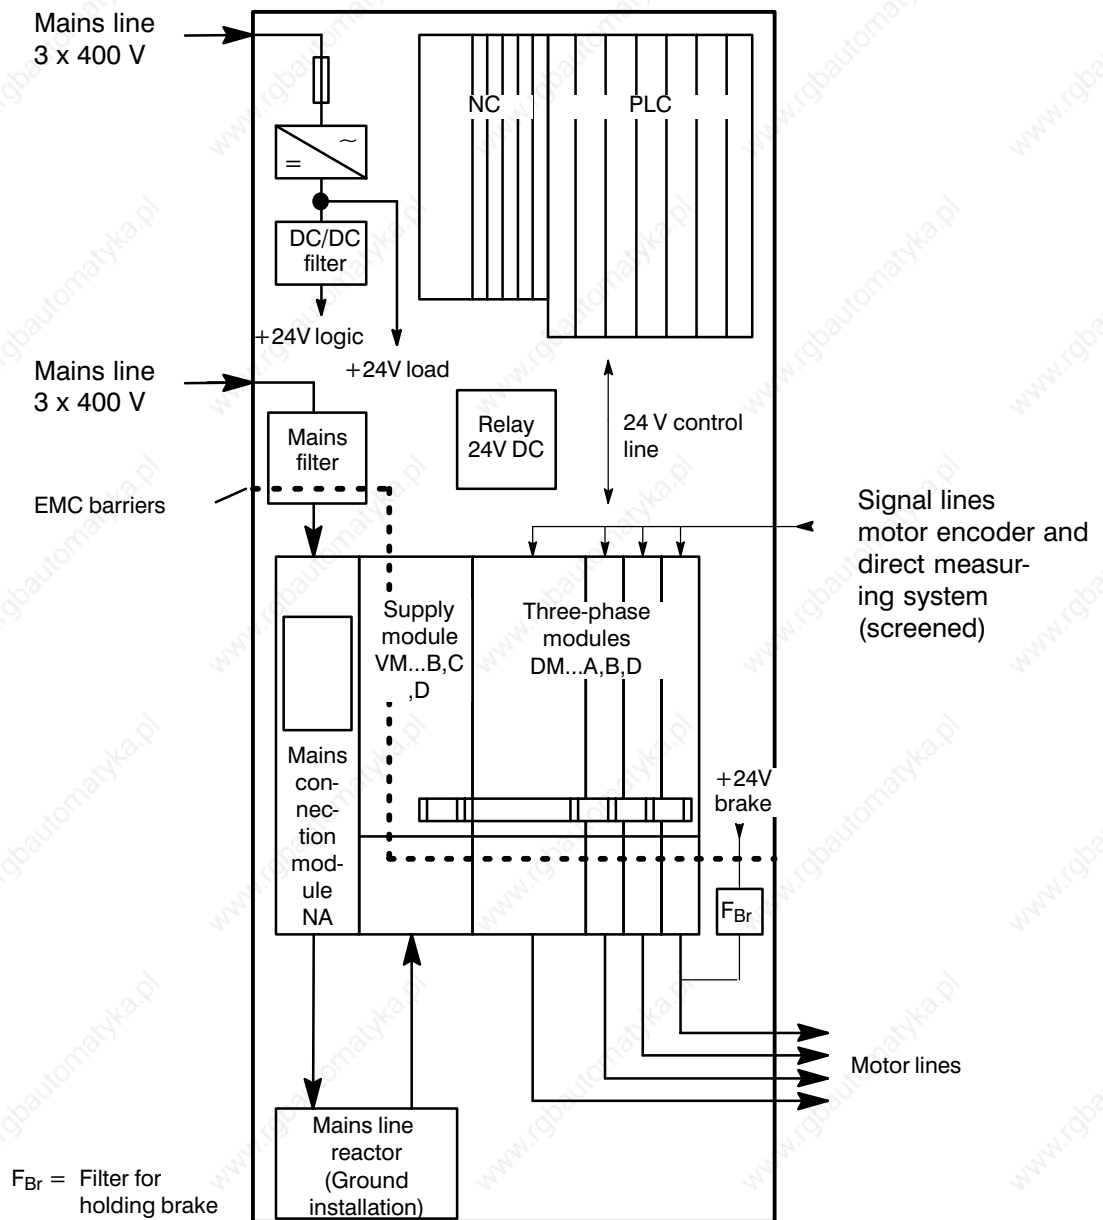 Mains line
3 x 400 V
NC
PLC
~
=
DC/DC
filter
+24V logic
+24V load
Mains line
3 x 400 V
Mains
filter
Relay
24V DC
24 V control
line
EMC barriers
Signal lines
motor encoder and
direct measur-
ing system
(screened)
Supply
module
VM...B,C
,D
Three-phase
modules
DM...A,B,D
Mains
con-
nec-
tion
mod-
ule
NA
+24V
brake
FBr
Motor lines
Mains line
reactor
(Ground
installation)
FBr = Filter for
holding brake
www.rgbautomatyka.pl